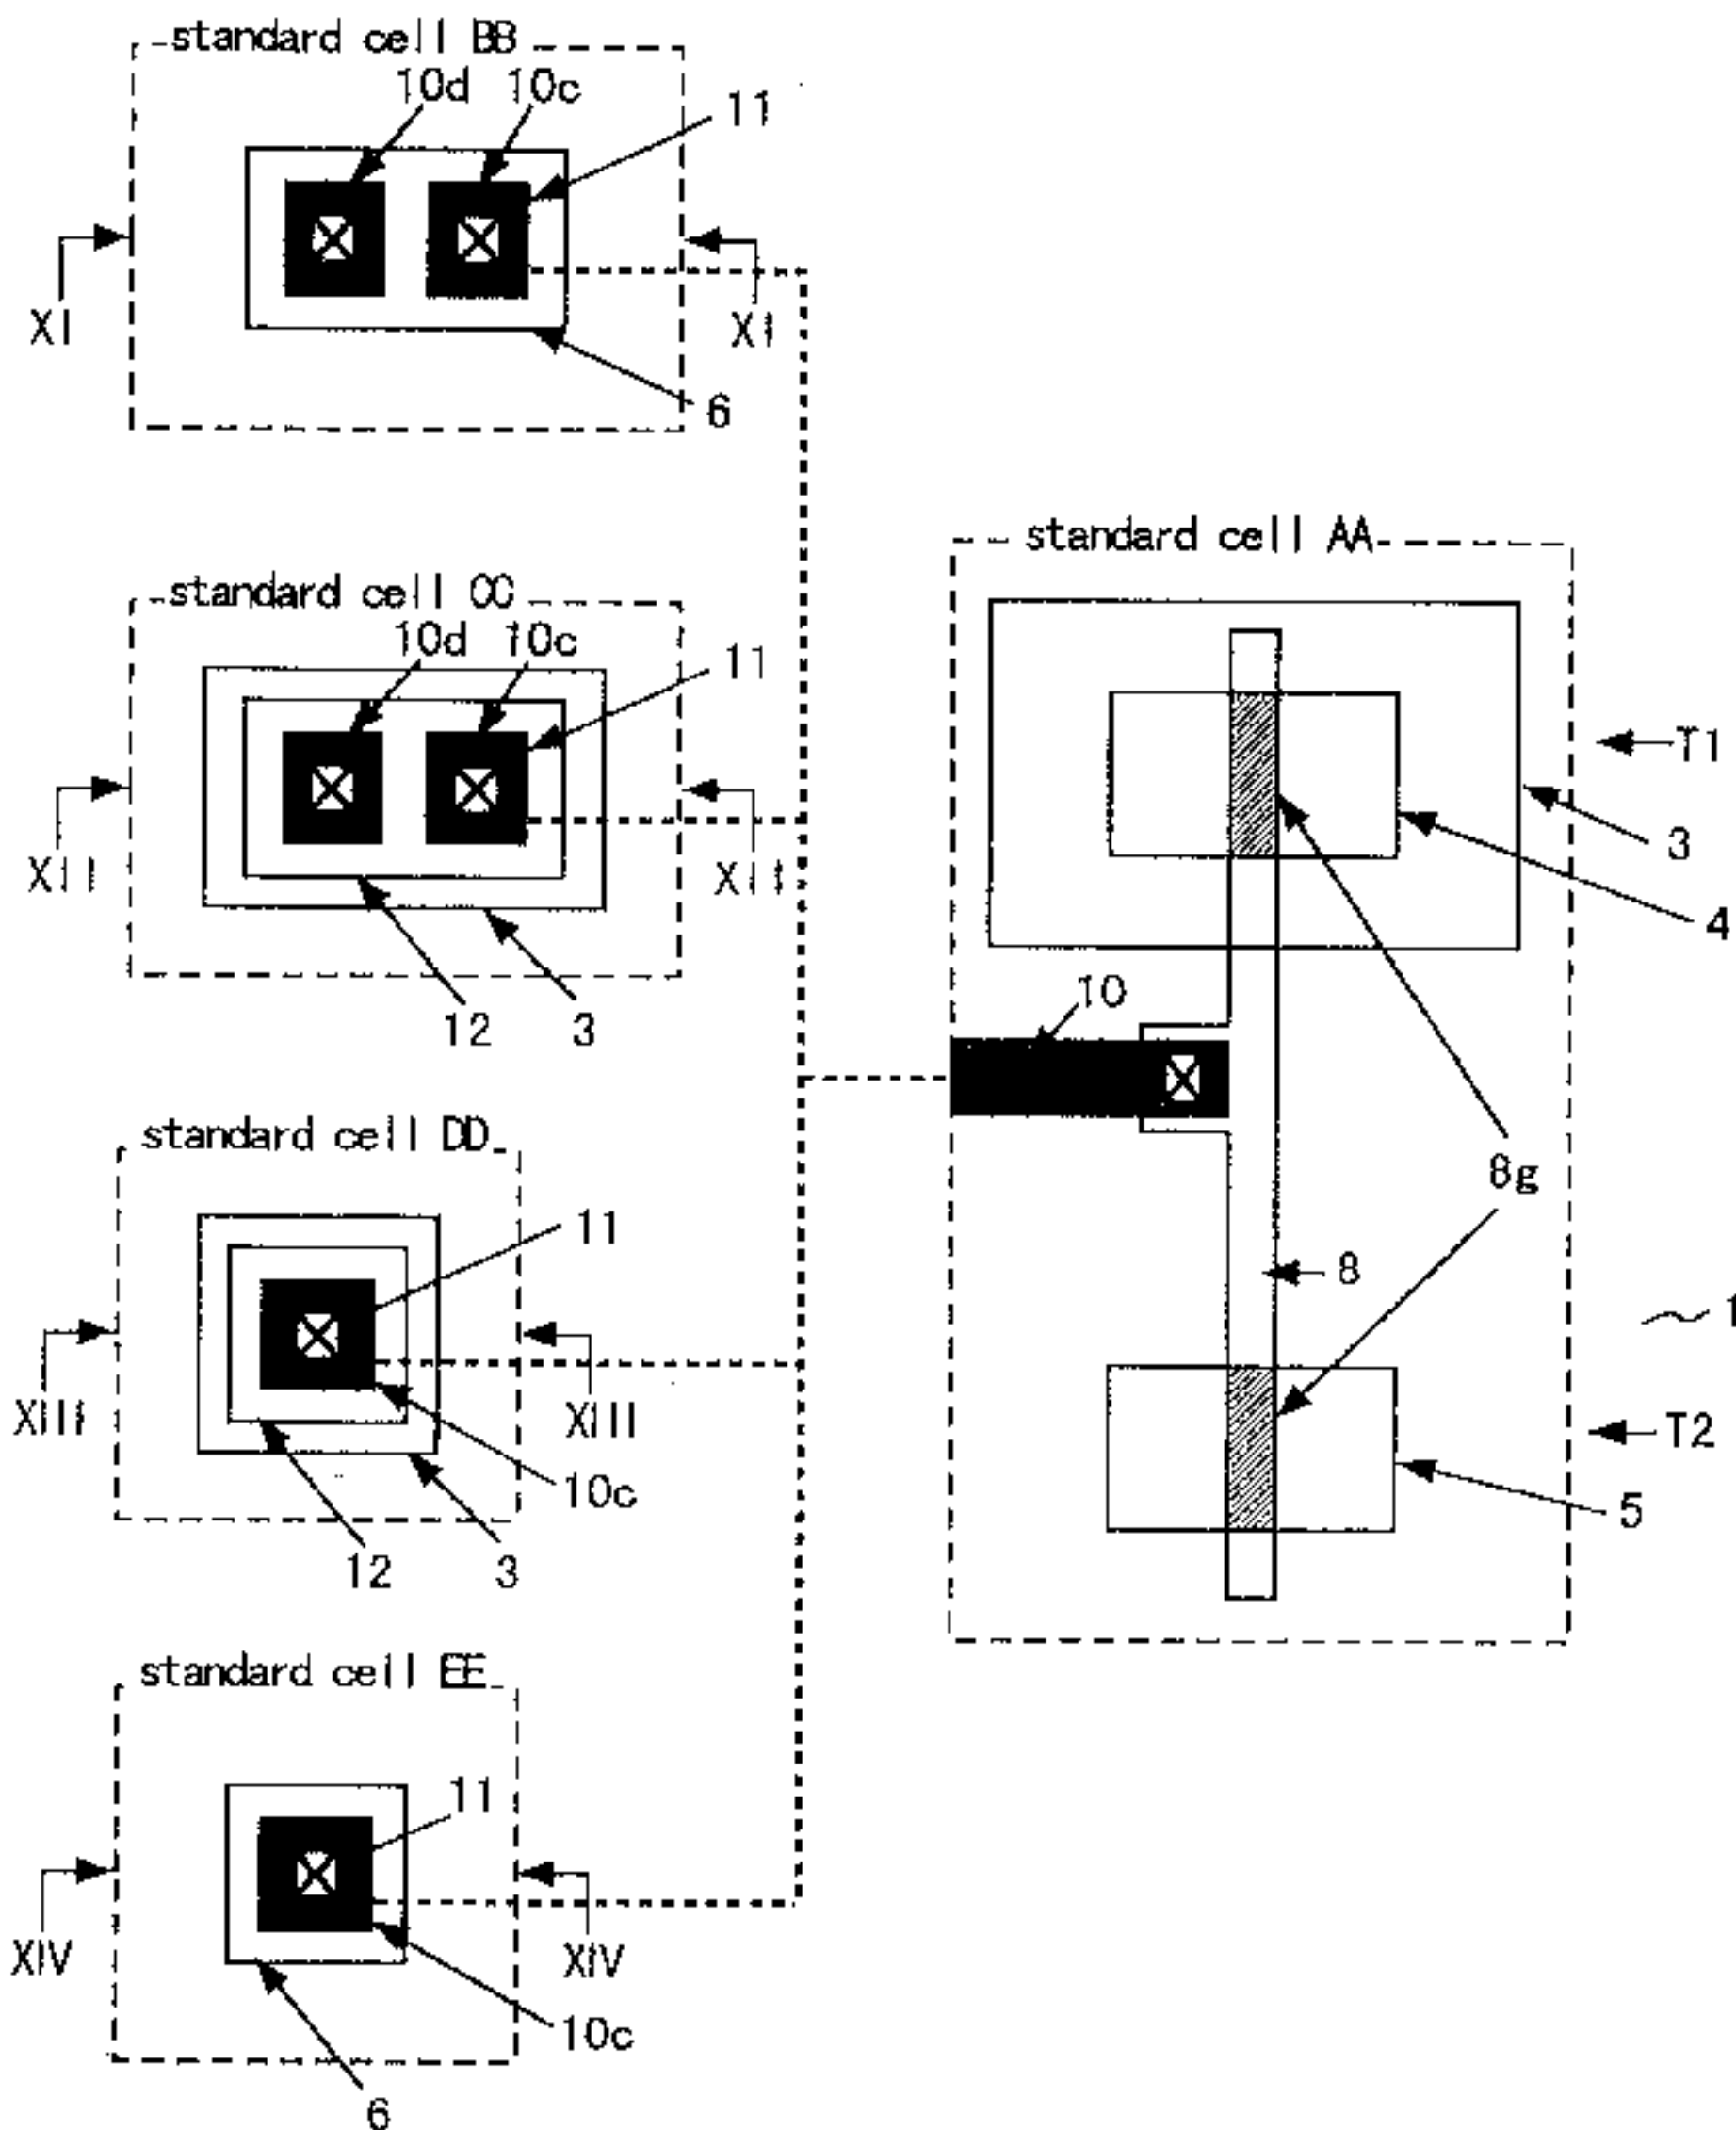 standard cell BB
10d 10c
11
XI XI
6
standard cell AA
standard cell CC
10d 10c
11
T1
3
XII XII
4
10
12 3
standard cell DD
8g
11
8
1
XIII XIII
T2
10c
5
12 3
standard cell EE
11
XIV XIV
10c
6